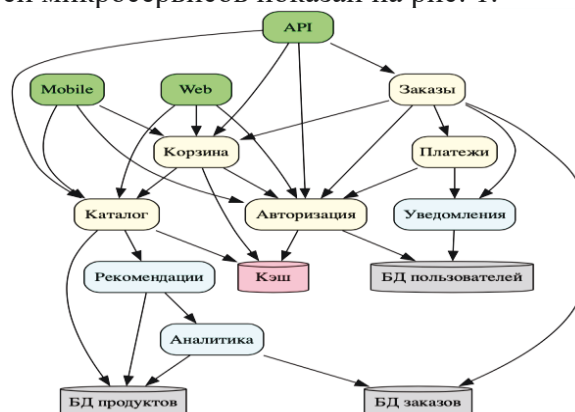 ей микросервисов показан на рис. 1.
API
Mobile
Web
Заказы
Корзина
Платежи
Каталог
Авторизация
Уведомления
Рекомендации
Кэш
БД пользователей
Аналитика
БД продуктов
БД заказов